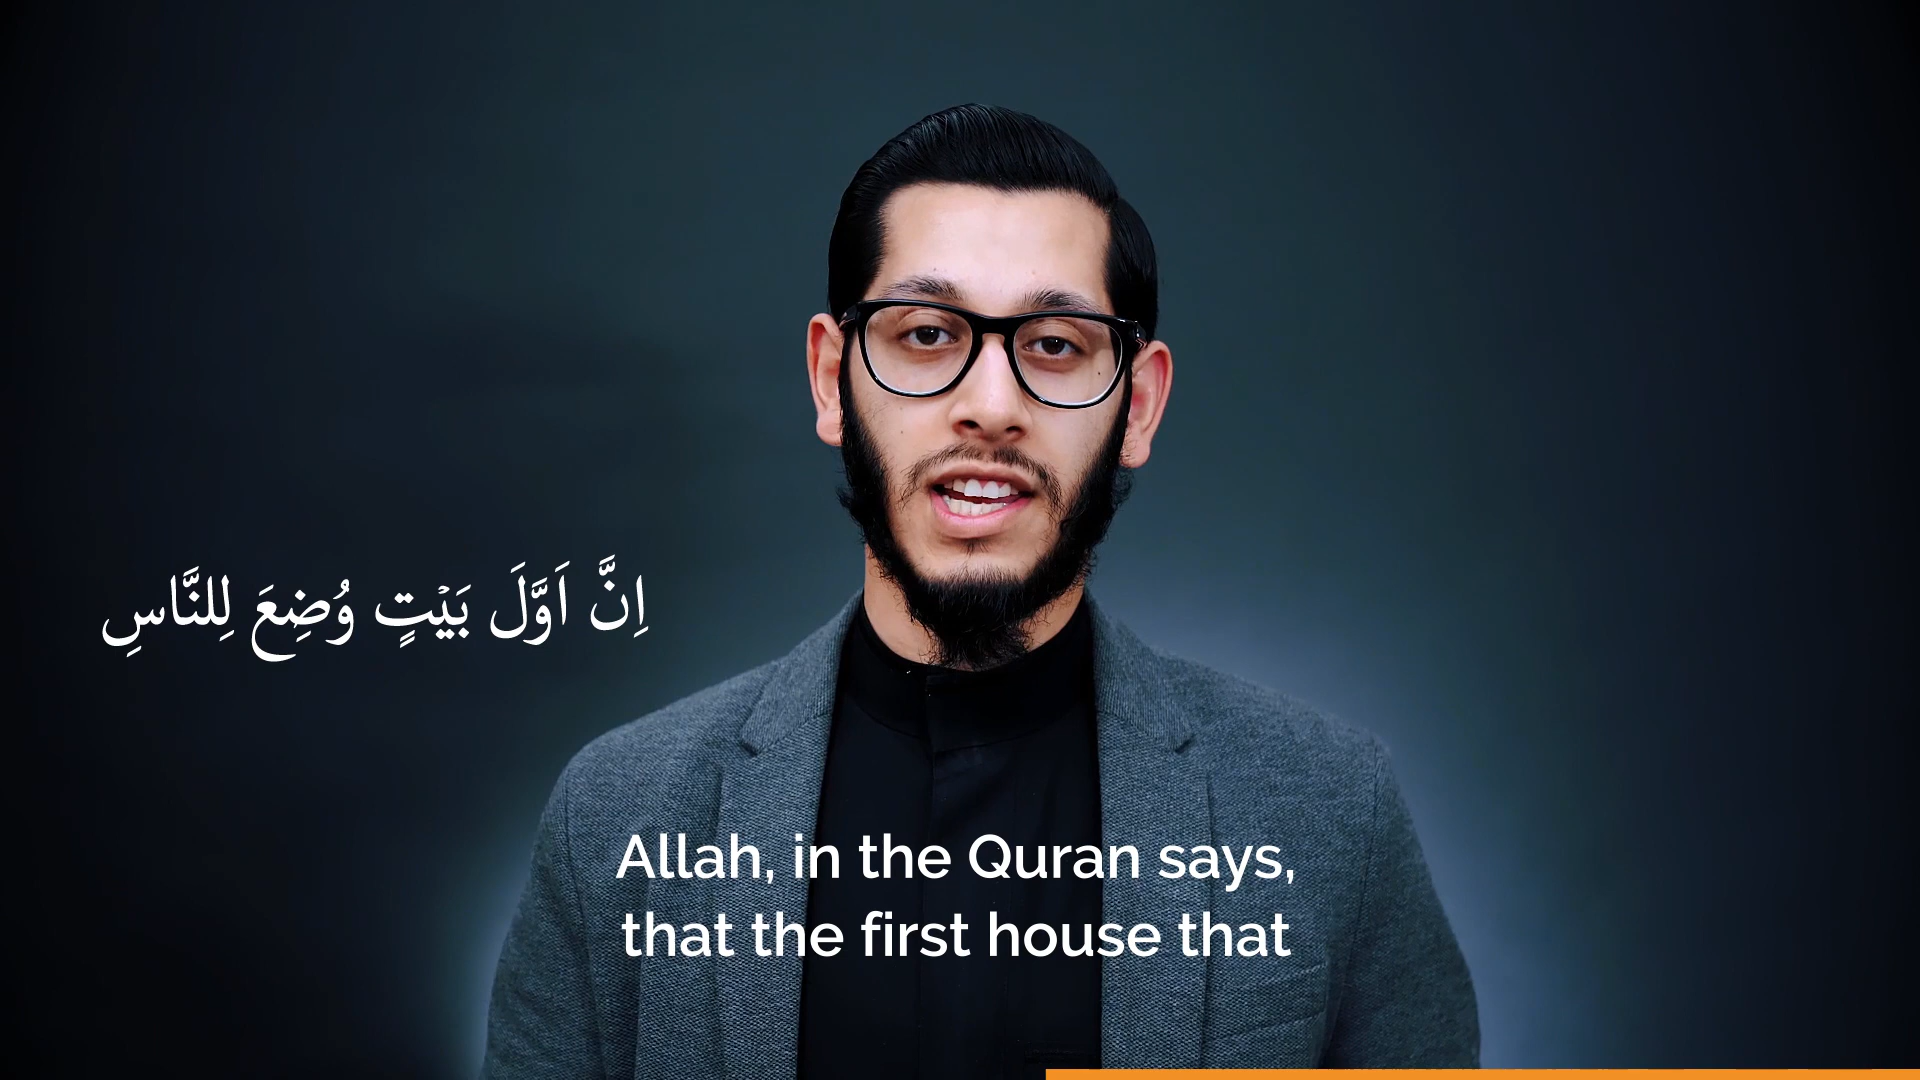 اِنَّ اَوَّلَ بَيْتٍ وُضِعَ لِلنَّاسِ
Allah, in the Quran says,
that the first house that